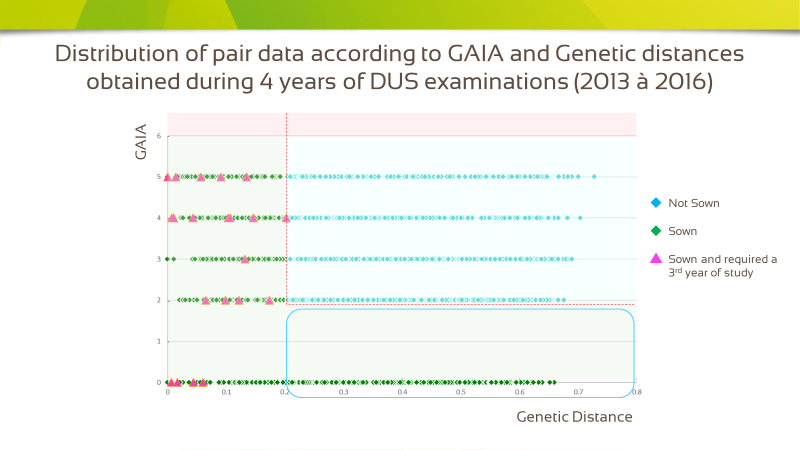 Distribution of pair data according to GAIA and Genetic distances
obtained during 4 years of DUS examinations (2013 à 2016)
GAIA
6
5
4
3
2
1
0
0 0.1 0.2 0.3 0.4 0.5 0.6 0.7 0.8
Genetic Distance
Not Sown
Sown
Sown and required a
3rd year of study